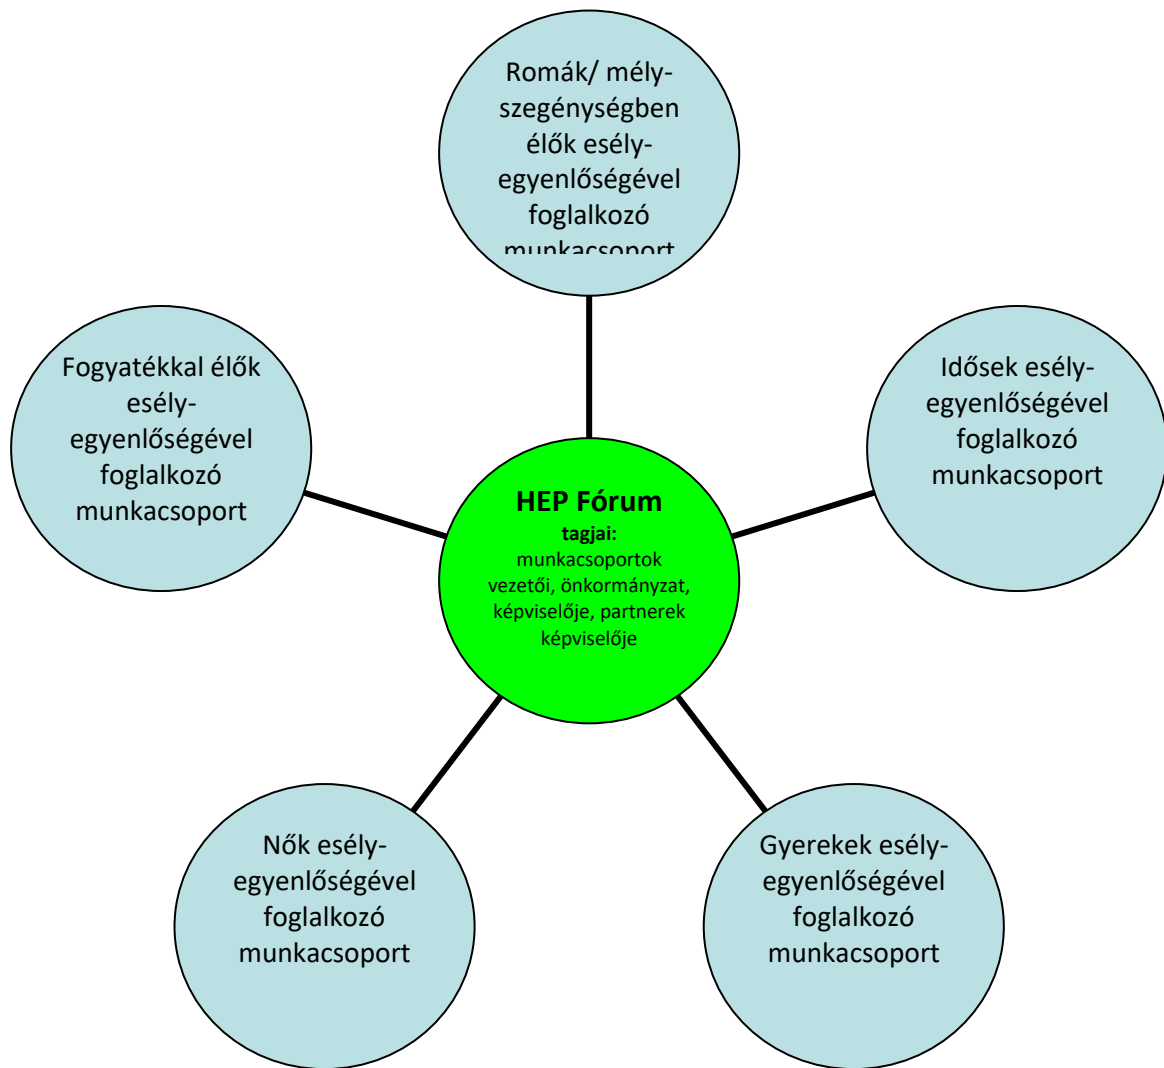 Romák/ mély-
szegénységben
élők esély-
egyenlőségével
foglalkozó
munkacsoport
Fogyatékkal élők
esély-
egyenlőségével
foglalkozó
munkacsoport
Idősek esély-
egyenlőségével
foglalkozó
munkacsoport
HEP Fórum
tagjai:
munkacsoportok
vezetői, önkormányzat,
képviselője, partnerek
képviselője
Nők esély-
egyenlőségével
foglalkozó
munkacsoport
Gyerekek esély-
egyenlőségével
foglalkozó
munkacsoport